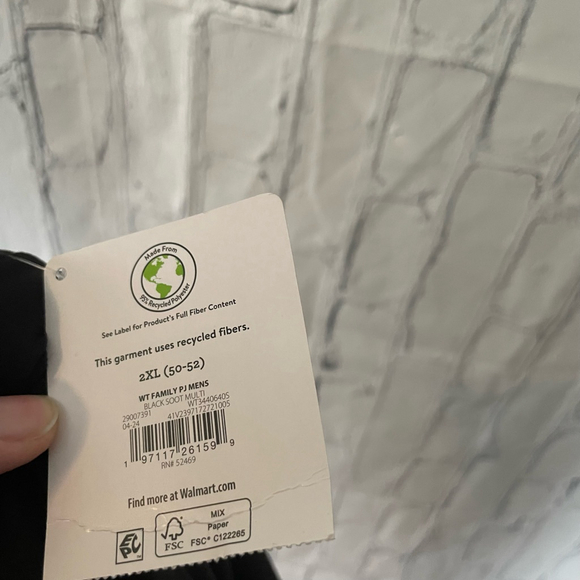 Made From
95% Recycled Polyester
See Label for Product's Full Fiber Content
This garment uses recycled fibers.
2XL (50-52)
WT FAMILY PJ MENS
BLACK SOOT MULTI
29007391 WT34406405
04-24 41V2397172721005
1 97117 26159 9
RN# 52469
Find more at Walmart.com
MIX
Paper
FSC FSC® C122265